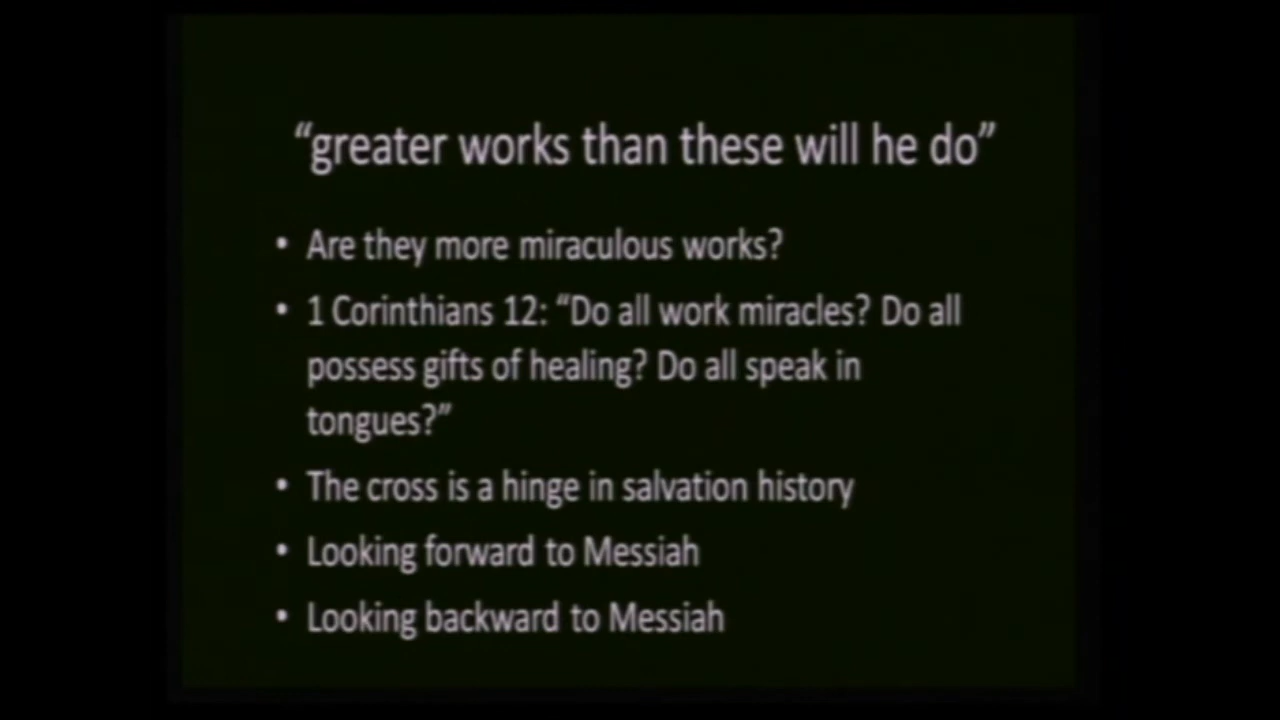 “greater works than these will he do”
• Are they more miraculous works?
• 1 Corinthians 12: “Do all work miracles? Do all
possess gifts of healing? Do all speak in
tongues?”
• The cross is a hinge in salvation history
• Looking forward to Messiah
• Looking backward to Messiah